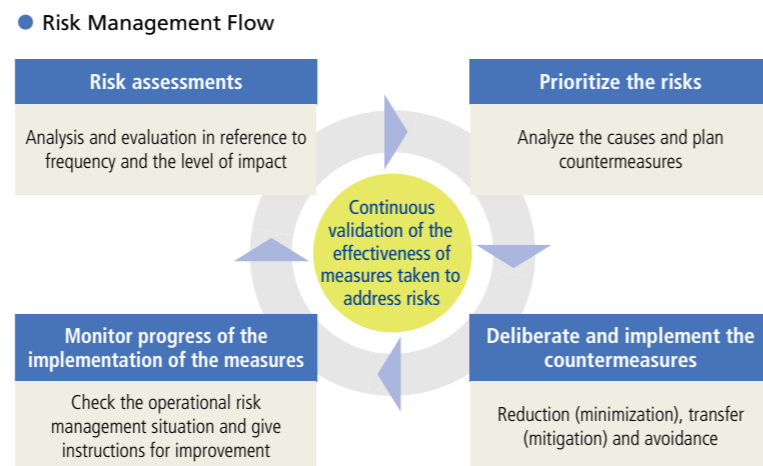 ● Risk Management Flow
Risk assessments
Analysis and evaluation in reference to
frequency and the level of impact
Prioritize the risks
Analyze the causes and plan
countermeasures
Continuous
validation of the
effectiveness of
measures taken to
address risks
Monitor progress of the
implementation of the measures
Check the operational risk
management situation and give
instructions for improvement
Deliberate and implement the
countermeasures
Reduction (minimization), transfer
(mitigation) and avoidance